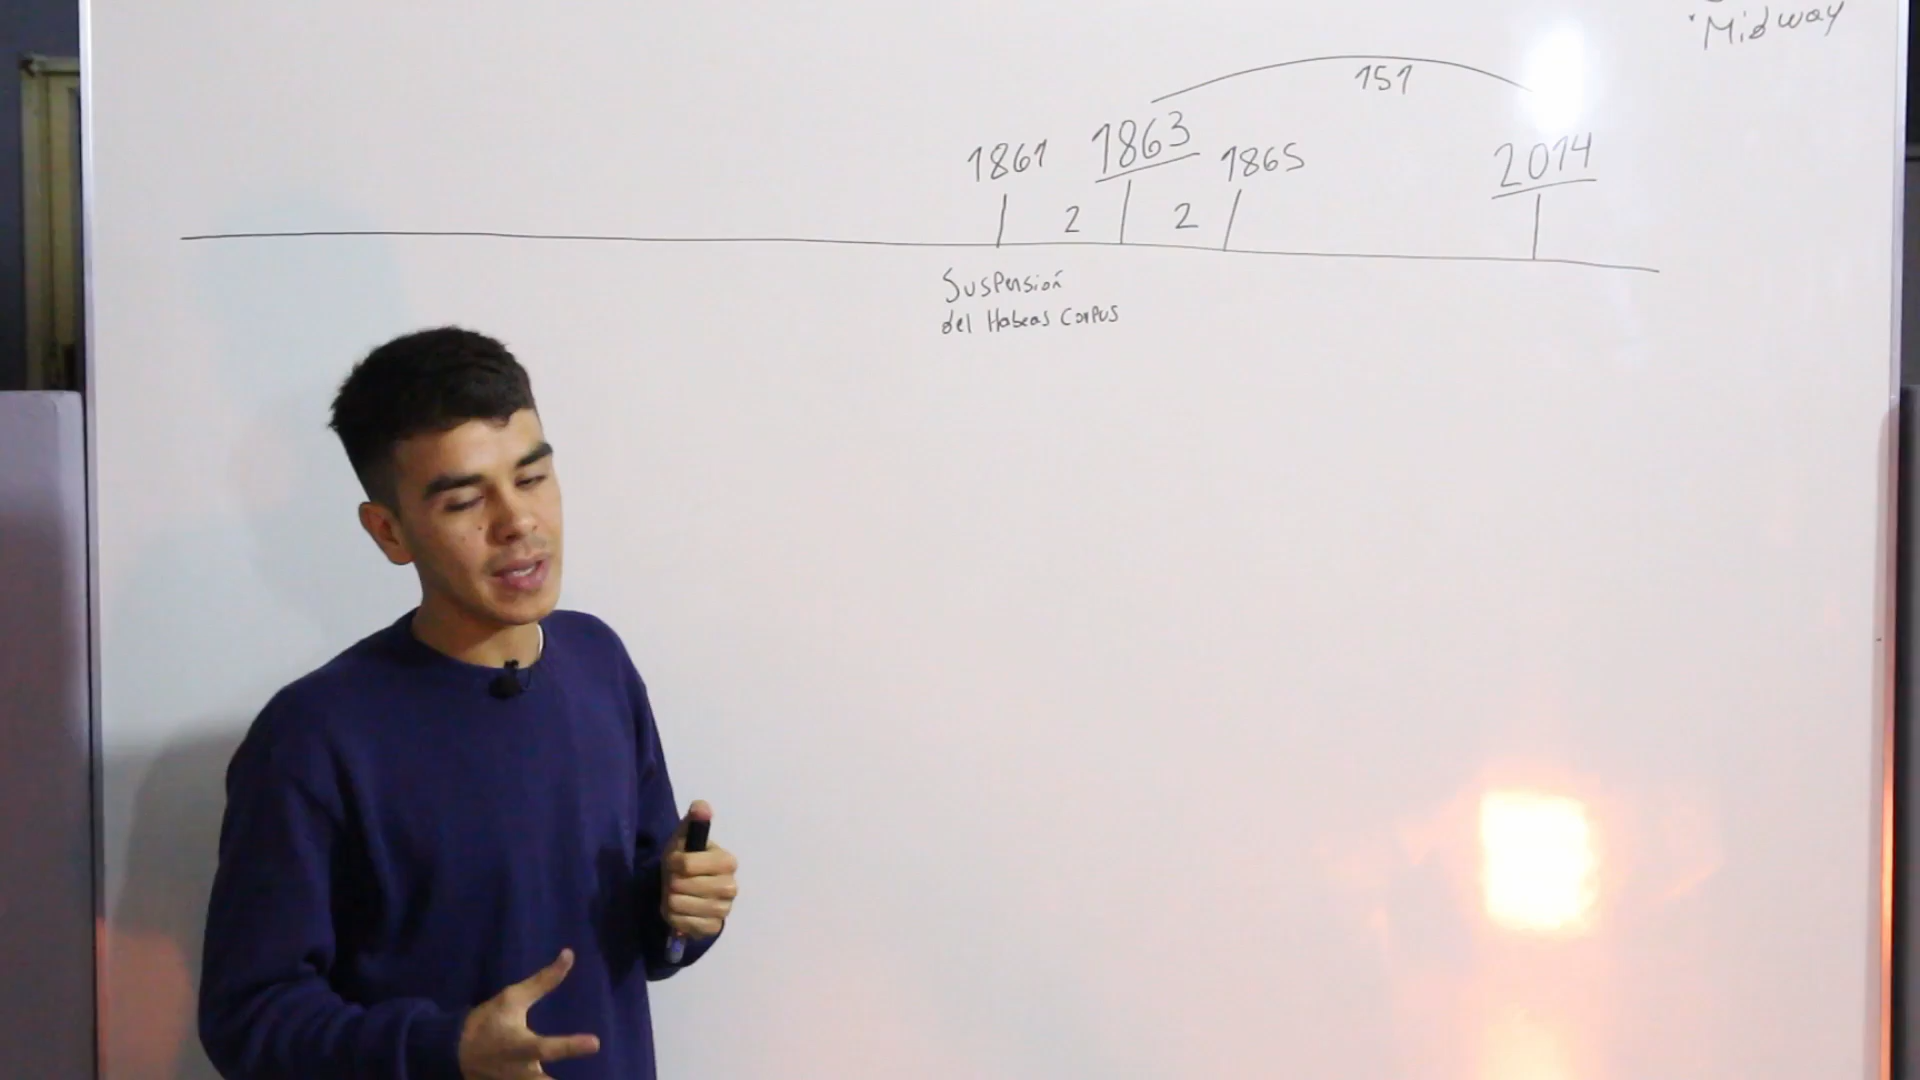 · Midway
151
1861 1863 1865 2014
2 2
Suspensión
del Habeas Corpus